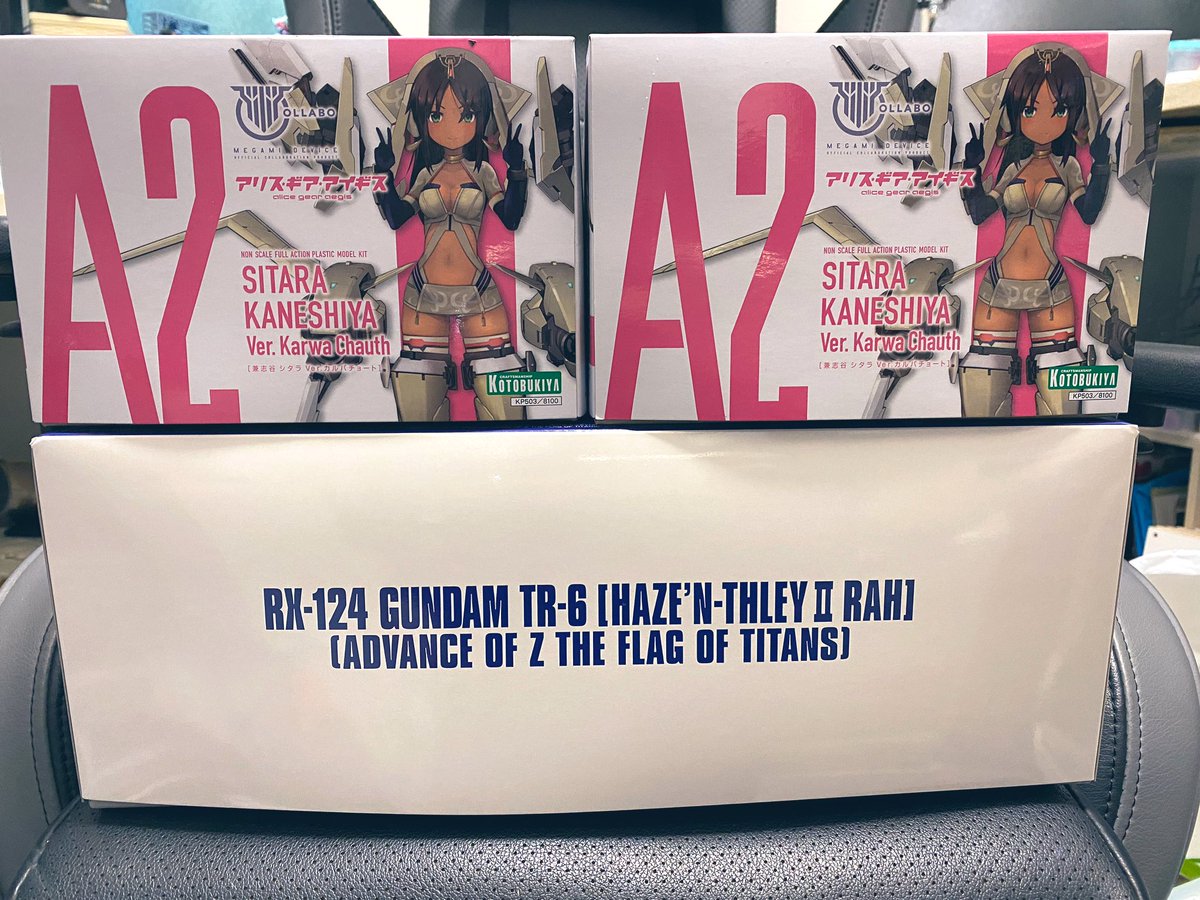 A2
COLLABO
MEGAMI DEVICE
OFFICIAL COLLABORATION PRODUCT
アリス・ギア・アイギス
alice gear aegis
NON SCALE FULL ACTION PLASTIC MODEL KIT
SITARA
KANESHIYA
Ver. Karwa Chauth
[兼志谷 シタラ Ver.カルバチョート]
CRAFTSMANSHIP
KOTOBUKIYA
KP503/8100
A2
COLLABO
MEGAMI DEVICE
OFFICIAL COLLABORATION PRODUCT
アリス・ギア・アイギス
alice gear aegis
NON SCALE FULL ACTION PLASTIC MODEL KIT
SITARA
KANESHIYA
Ver. Karwa Chauth
[兼志谷 シタラ Ver.カルバチョート]
CRAFTSMANSHIP
KOTOBUKIYA
KP503/8100
RX-124 GUNDAM TR-6 [HAZE'N-THLEY Ⅱ RAH]
(ADVANCE OF Z THE FLAG OF TITANS)